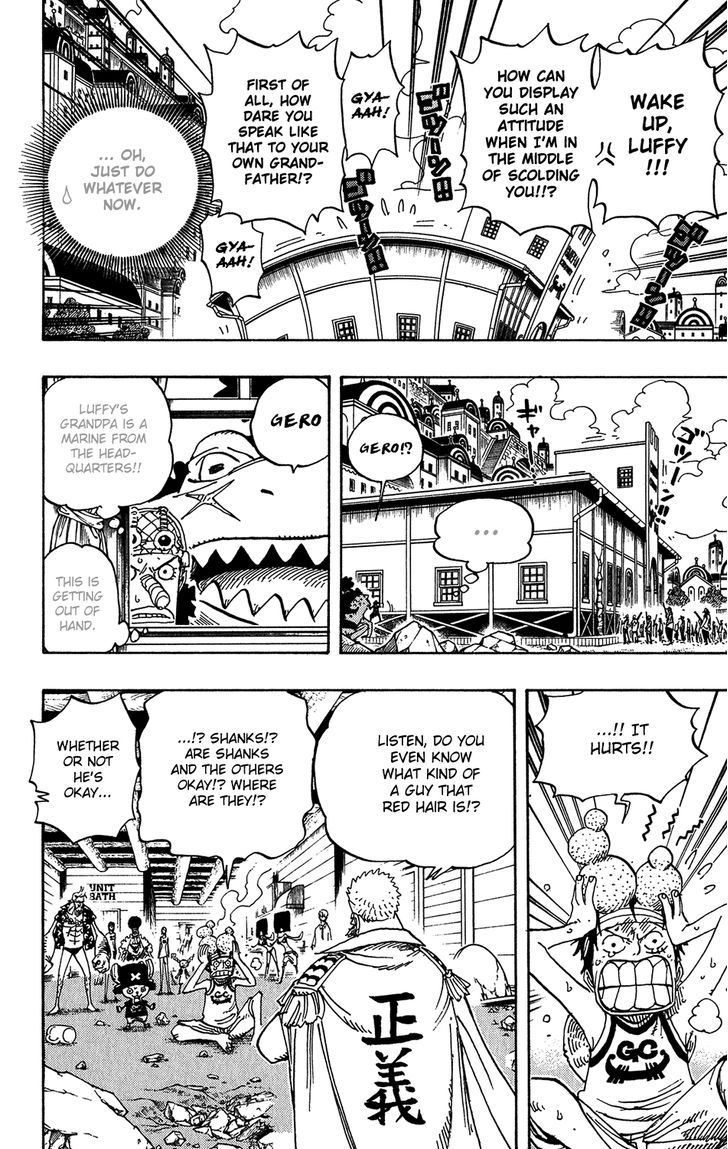 WAKE
UP,
LUFFY
!!!
HOW CAN
YOU DISPLAY
SUCH AN
ATTITUDE
WHEN I'M IN
THE MIDDLE
OF SCOLDING
YOU!!?
GYA-
AAH!
FIRST OF
ALL, HOW
DARE YOU
SPEAK LIKE
THAT TO YOUR
OWN GRAND-
FATHER!?
GYA-
AAH!
... OH,
JUST DO
WHATEVER
NOW.
GERO!?
...
GERO
LUFFY'S
GRANDPA IS A
MARINE FROM
THE HEAD-
QUARTERS!!
THIS IS
GETTING
OUT OF
HAND.
...!! IT
HURTS!!
GC
LISTEN, DO YOU
EVEN KNOW
WHAT KIND OF
A GUY THAT
RED HAIR IS!?
...!? SHANKS!?
ARE SHANKS
AND THE OTHERS
OKAY!? WHERE
ARE THEY!?
WHETHER
OR NOT
HE'S
OKAY...
UNIT
BATH
正義